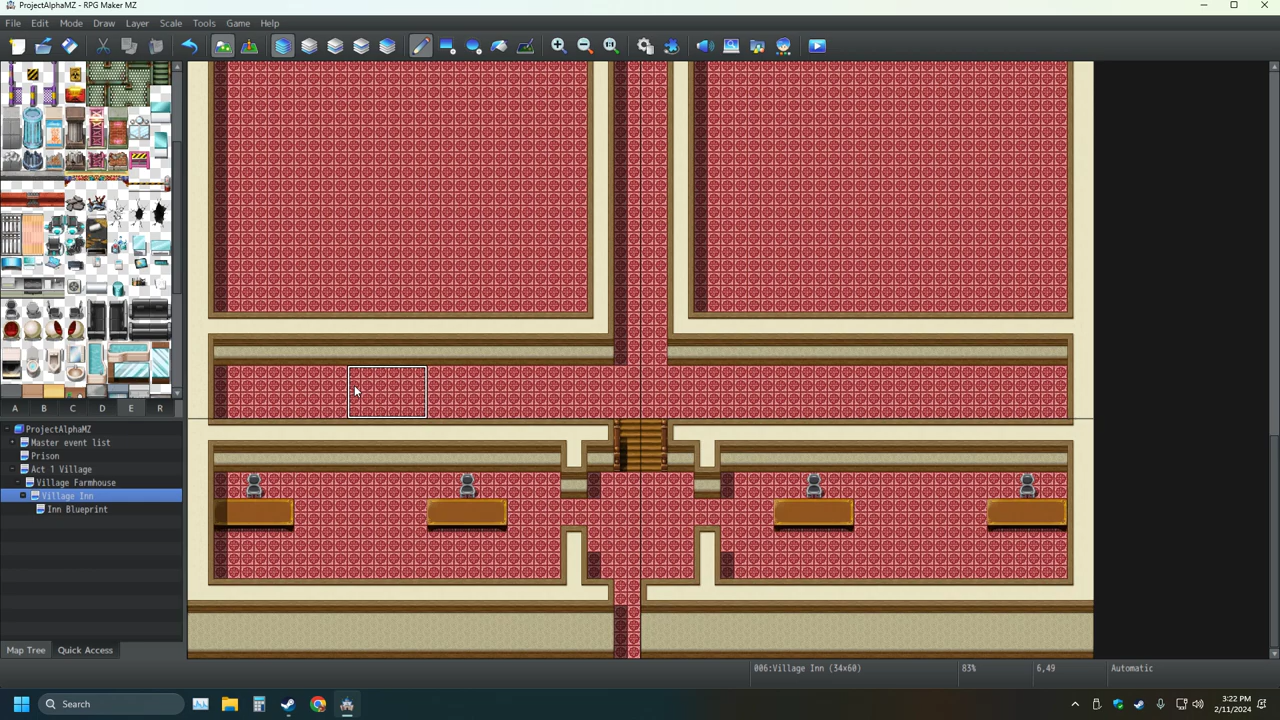 ProjectAlphaMZ - RPG Maker MZ
File Edit Mode Draw Layer Scale Tools Game Help
A B C D E R
ProjectAlphaMZ
Master event list
Prison
Act 1 Village
Village Farmhouse
Village Inn
Inn Blueprint
Map Tree Quick Access
006:Village Inn (34x60) 83% 6,49 Automatic
Search
3:22 PM
2/11/2024